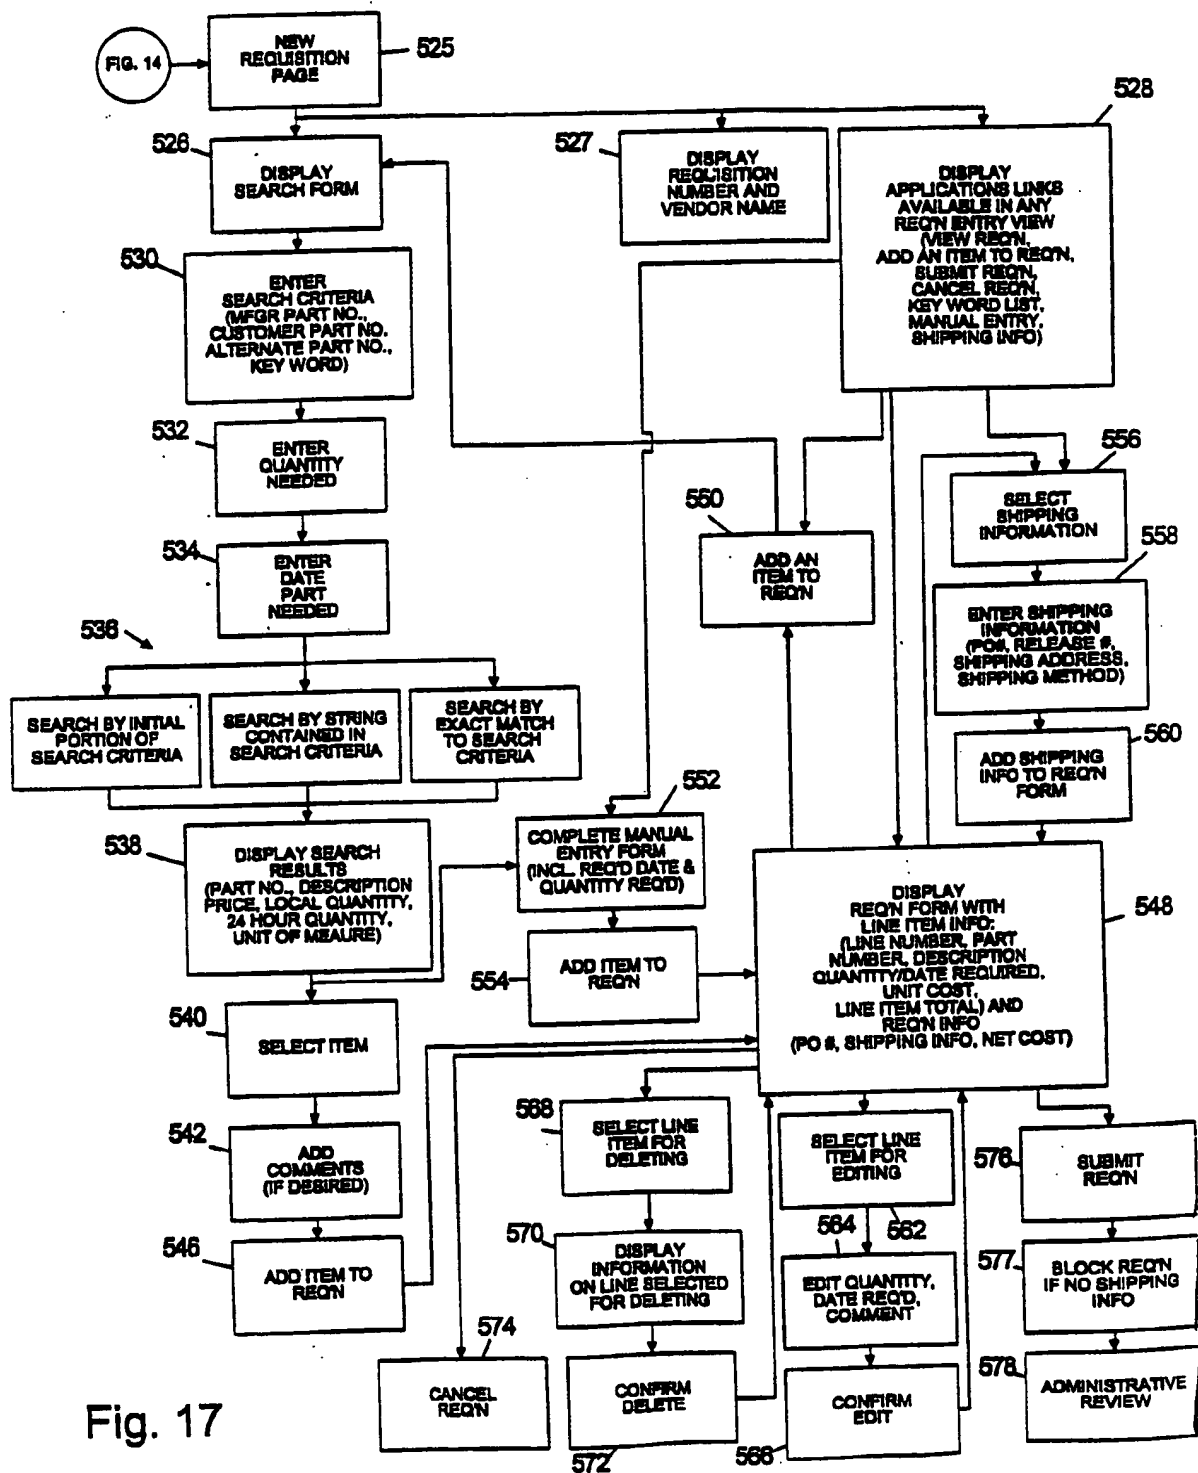 FIG. 14
NEW
REQUISITION
PAGE
525
526
DISPLAY
SEARCH FORM
527
DISPLAY
REQUISITION
NUMBER AND
VENDOR NAME
528
DISPLAY
APPLICATIONS LINKS
AVAILABLE IN ANY
REQ'N ENTRY VIEW
(VIEW REQ'N,
ADD AN ITEM TO REQ'N,
SUBMIT REQ'N,
CANCEL REQ'N,
KEY WORD LIST,
MANUAL ENTRY,
SHIPPING INFO)
530
ENTER
SEARCH CRITERIA
(MFGR PART NO.,
CUSTOMER PART NO.
ALTERNATE PART NO.,
KEY WORD)
532
ENTER
QUANTITY
NEEDED
534
ENTER
DATE
PART
NEEDED
536
SEARCH BY INITIAL
PORTION OF
SEARCH CRITERIA
SEARCH BY STRING
CONTAINED IN
SEARCH CRITERIA
SEARCH BY
EXACT MATCH
TO SEARCH
CRITERIA
538
DISPLAY SEARCH
RESULTS
(PART NO., DESCRIPTION
PRICE, LOCAL QUANTITY,
24 HOUR QUANTITY,
UNIT OF MEAURE)
540
SELECT ITEM
542
ADD
COMMENTS
(IF DESIRED)
546
ADD ITEM TO
REQ'N
550
ADD AN
ITEM TO
REQ'N
552
COMPLETE MANUAL
ENTRY FORM
(INCL. REQ'D DATE &
QUANTITY REQ'D)
554
ADD ITEM TO
REQ'N
556
SELECT
SHIPPING
INFORMATION
558
ENTER SHIPPING
INFORMATION
(PO#, RELEASE #,
SHIPPING ADDRESS,
SHIPPING METHOD)
560
ADD SHIPPING
INFO TO REQ'N
FORM
548
DISPLAY
REQ'N FORM WITH
LINE ITEM INFO:
(LINE NUMBER, PART
NUMBER, DESCRIPTION
QUANTITY/DATE REQUIRED,
UNIT COST,
LINE ITEM TOTAL) AND
REQ'N INFO
(PO #, SHIPPING INFO, NET COST)
568
SELECT LINE
ITEM FOR
DELETING
570
DISPLAY
INFORMATION
ON LINE SELECTED
FOR DELETING
CONFIRM
DELETE
572
574
CANCEL
REQ'N
SELECT LINE
ITEM FOR
EDITING
562
564
EDIT QUANTITY,
DATE REQ'D,
COMMENT
CONFIRM
EDIT
566
576
SUBMIT
REQ'N
577
BLOCK REQ'N
IF NO SHIPPING
INFO
578
ADMINISTRATIVE
REVIEW
Fig. 17